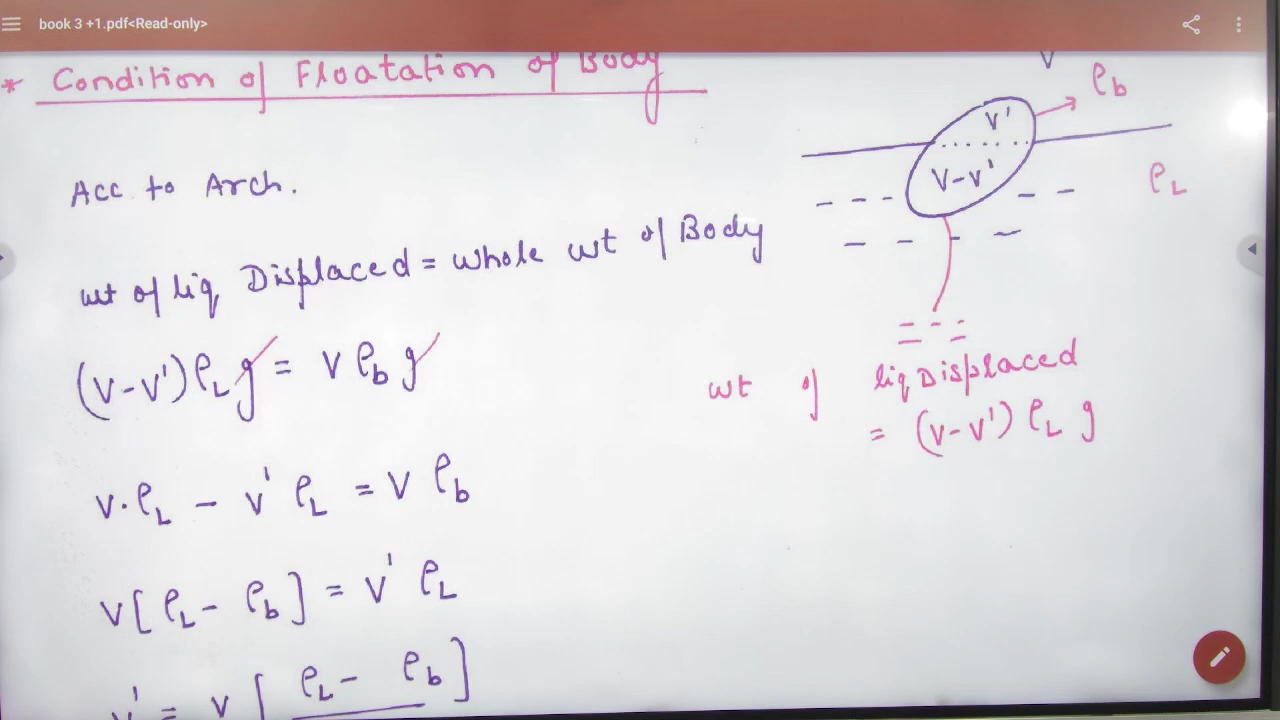 book 3 +1.pdf<Read-only>
* Condition of Floatation of Body
V
ρb
V'
V-V'
ρL
Acc to Arch.
wt of liq Displaced = whole wt of Body
(V-V')ρL g = V ρb g
wt of liq Displaced
= (V-V') ρL g
V·ρL - V' ρL = V ρb
V[ρL - ρb] = V' ρL
V' = V [ρL - ρb]